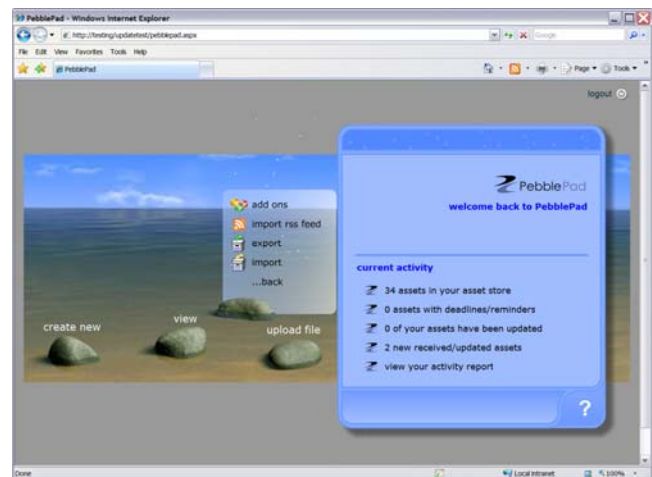 PebblePad - Windows Internet Explorer
http://testing/updatetest/pebblepad.aspx
Google
File Edit View Favorites Tools Help
PebblePad
Page Tools
logout
PebblePad
welcome back to PebblePad
add ons
import rss feed
export
import
...back
current activity
34 assets in your asset store
0 assets with deadlines/reminders
0 of your assets have been updated
2 new received/updated assets
view your activity report
create new
view
upload file
?
Done
Local intranet
100%